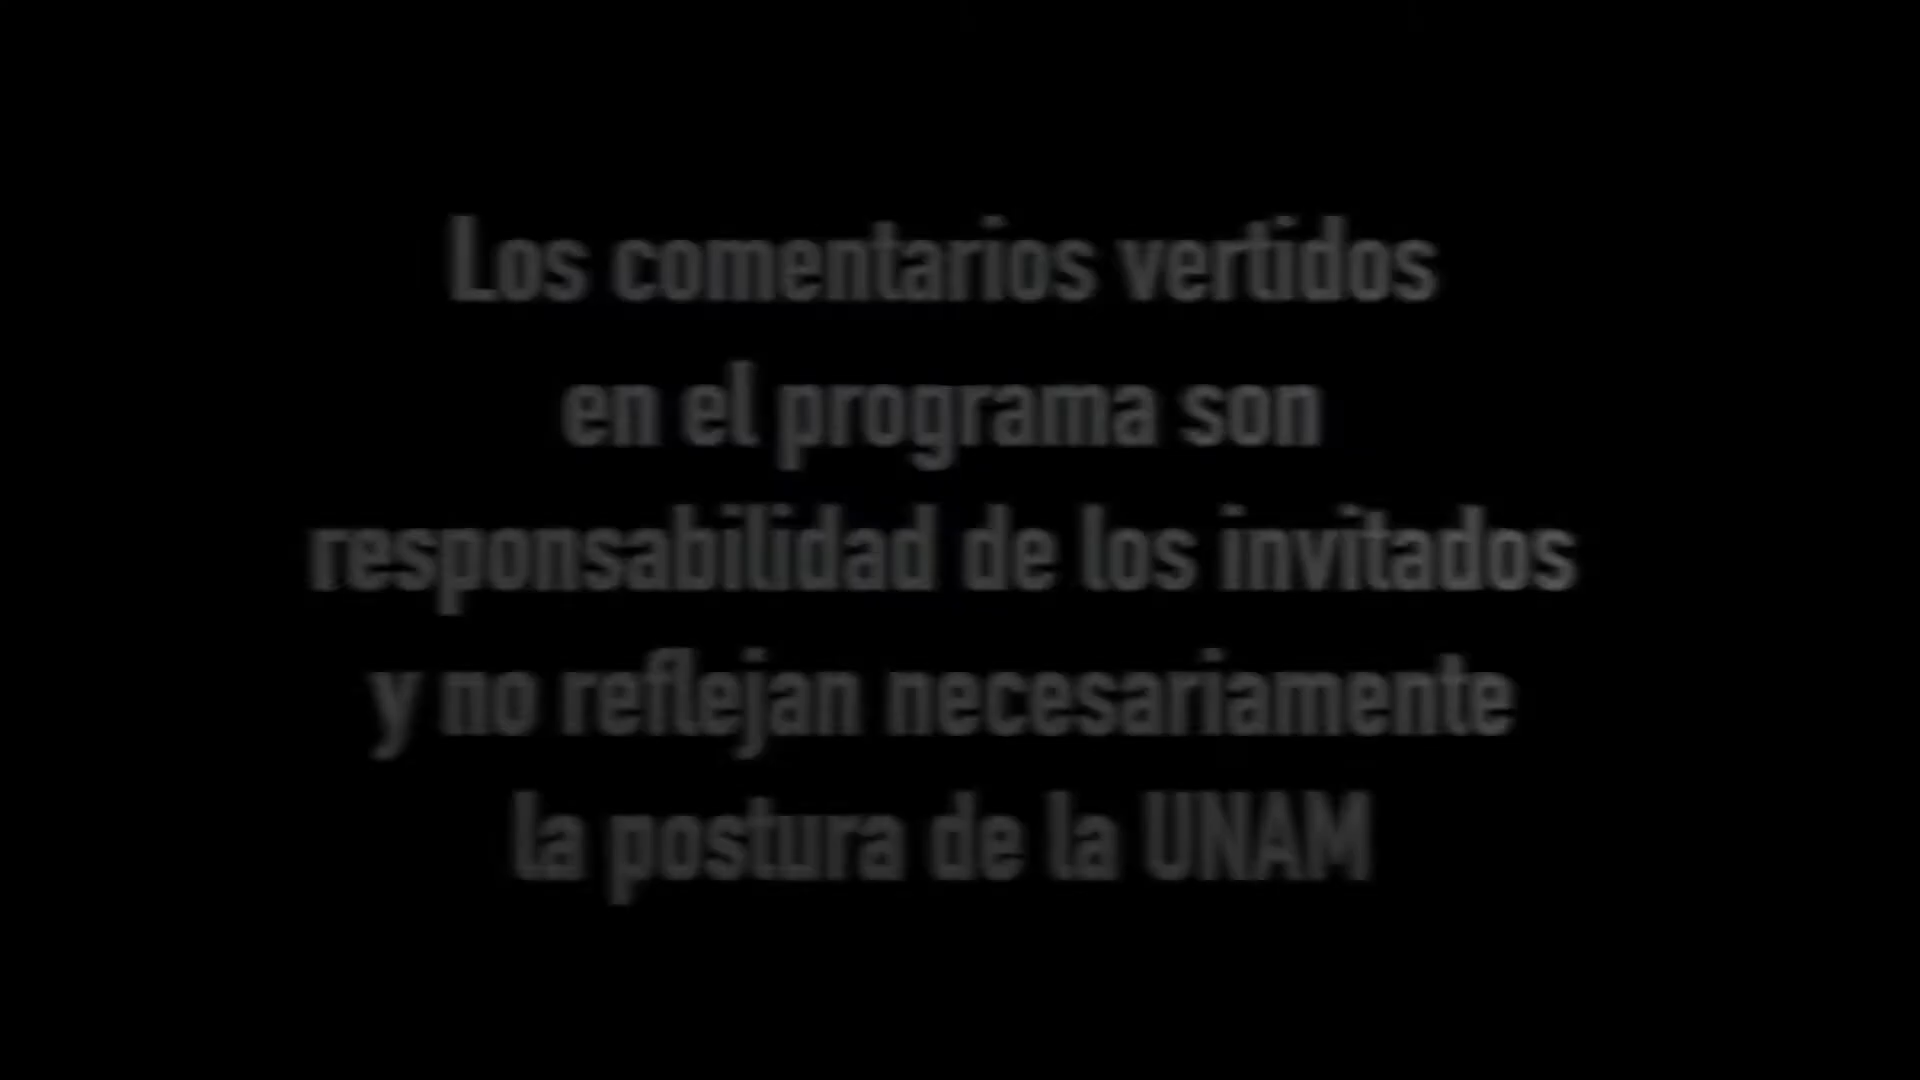 Los comentarios vertidos
en el programa son
responsabilidad de los invitados
y no reflejan necesariamente
la postura de la UNAM